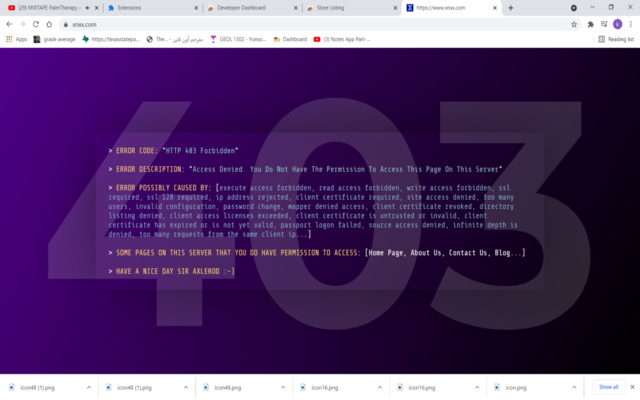 (29) MIXTAPE PalenTherapy -
Extensions
Developer Dashboard
Store Listing
https://www.xnxx.com
xnxx.com
Apps
grade average
https://texasstatepa...
The... – مترجم أون لاين
GEOL 1302 - Yunso...
Dashboard
(3) Notes App Part-...
Reading list
403
> ERROR CODE: "HTTP 403 Forbidden"
> ERROR DESCRIPTION: "Access Denied. You Do Not Have The Permission To Access This Page On This Server"
> ERROR POSSIBLY CAUSED BY: [execute access forbidden, read access forbidden, write access forbidden, ssl
required, ssl 128 required, ip address rejected, client certificate required, site access denied, too many
users, invalid configuration, password change, mapper denied access, client certificate revoked, directory
listing denied, client access licenses exceeded, client certificate is untrusted or invalid, client
certificate has expired or is not yet valid, passport logon failed, source access denied, infinite depth is
denied, too many requests from the same client ip...]
> SOME PAGES ON THIS SERVER THAT YOU DO HAVE PERMISSION TO ACCESS: [Home Page, About Us, Contact Us, Blog...]
> HAVE A NICE DAY SIR AXLEROD :-)
icon48 (1).png
icon48 (1).png
icon48.png
icon16.png
icon16.png
icon.png
Show all